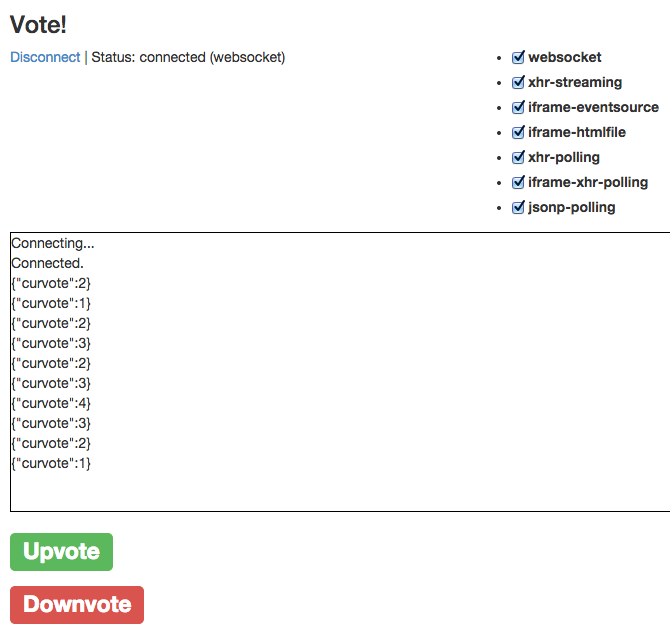 Vote!
Disconnect | Status: connected (websocket)
websocket
xhr-streaming
iframe-eventsource
iframe-htmlfile
xhr-polling
iframe-xhr-polling
jsonp-polling
Connecting...
Connected.
{"curvote":2}
{"curvote":1}
{"curvote":2}
{"curvote":3}
{"curvote":2}
{"curvote":3}
{"curvote":4}
{"curvote":3}
{"curvote":2}
{"curvote":1}
Upvote
Downvote